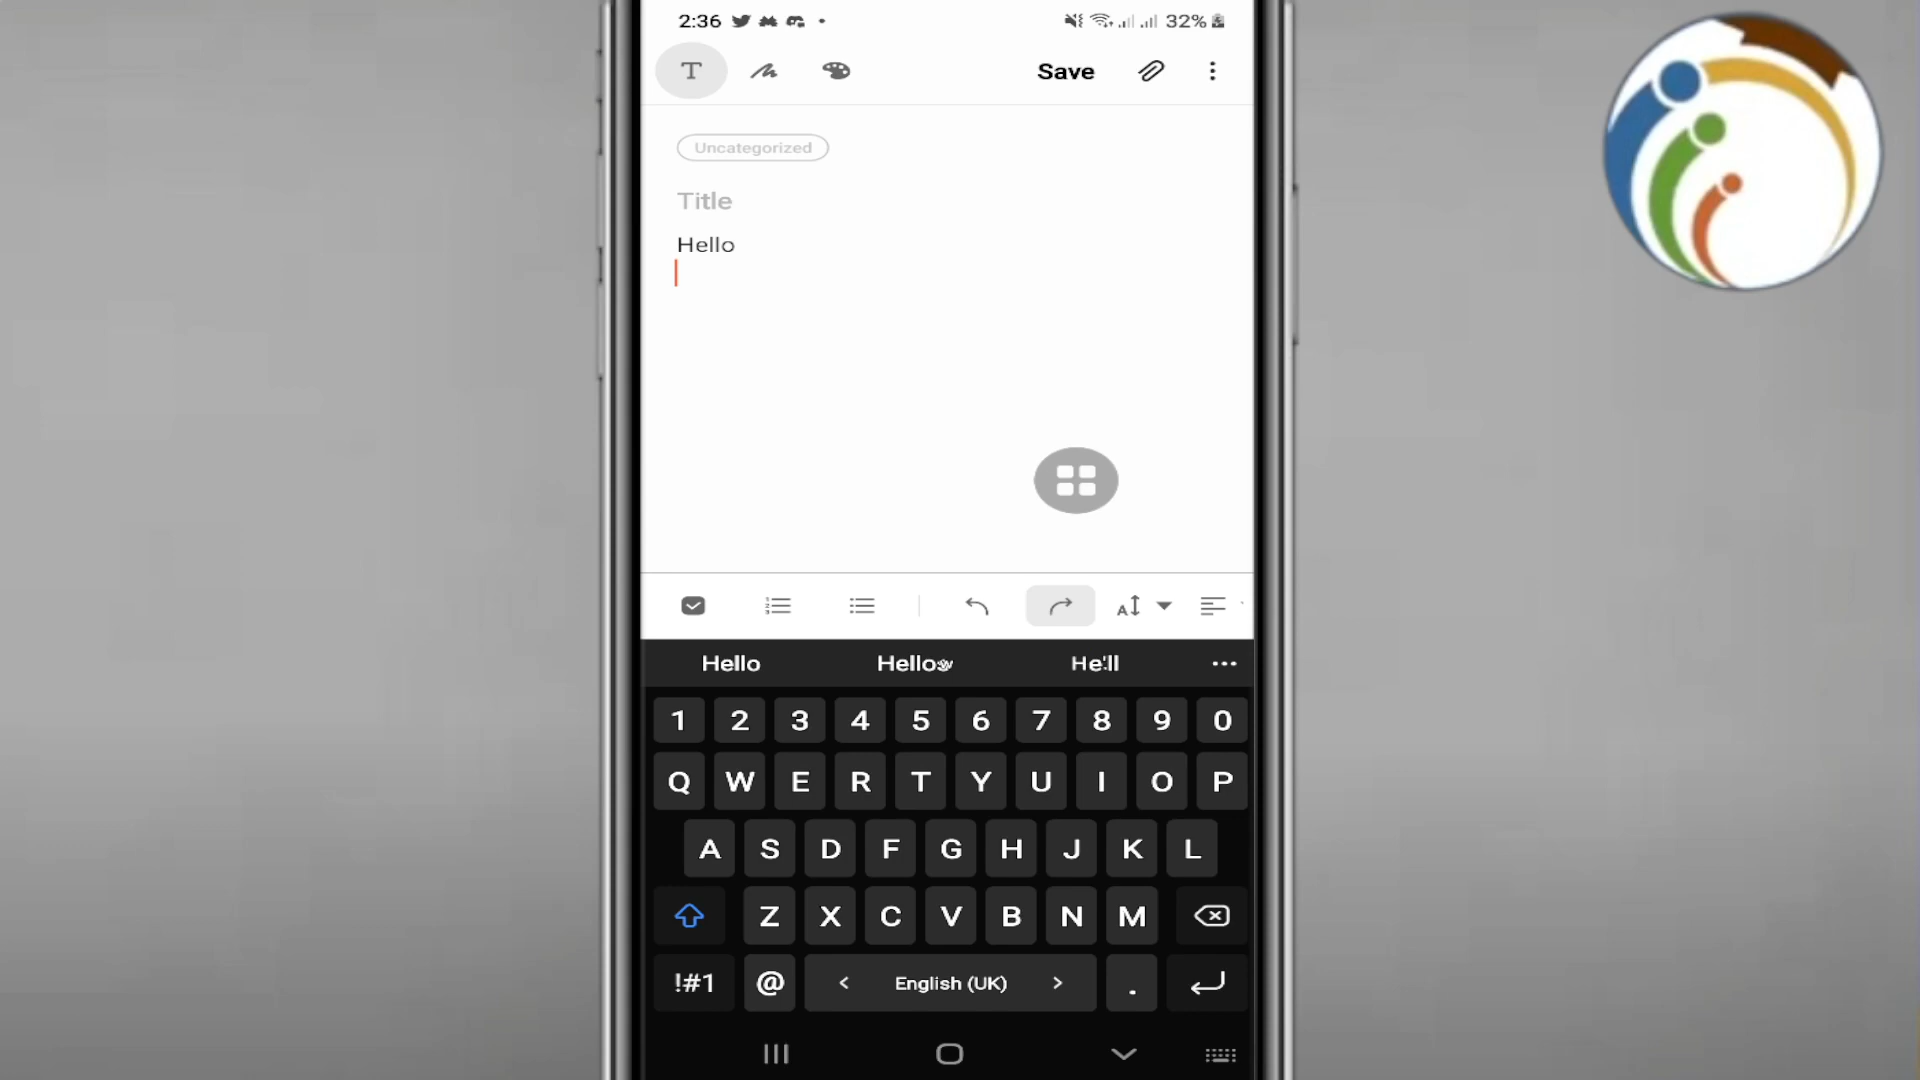 2:36 32%
T Save
Uncategorized
Title
Hello
Hello Hellow He'll
1 2 3 4 5 6 7 8 9 0
Q W E R T Y U I O P
A S D F G H J K L
Z X C V B N M
!#1 @ < English (UK) > .